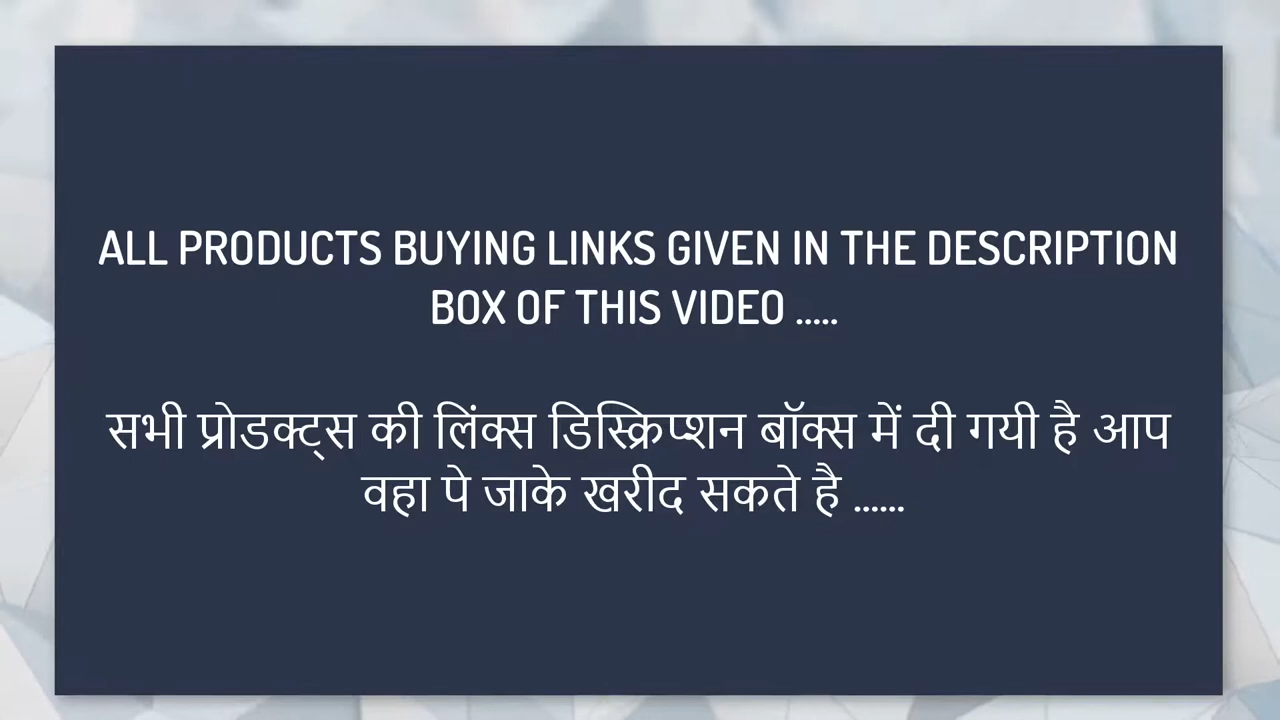 ALL PRODUCTS BUYING LINKS GIVEN IN THE DESCRIPTION
BOX OF THIS VIDEO .....
सभी प्रोडक्ट्स की लिंक्स डिस्क्रिप्शन बॉक्स में दी गयी है आप
वहा पे जाके खरीद सकते है ......